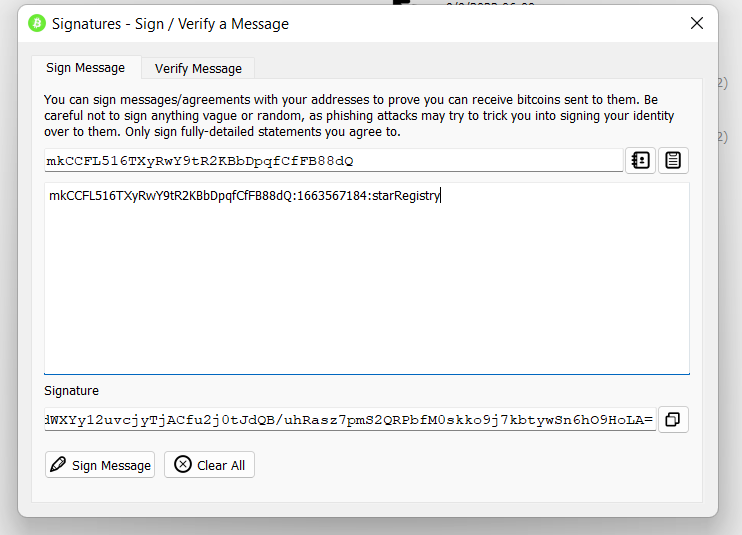 Signatures - Sign / Verify a Message
Sign Message
Verify Message
You can sign messages/agreements with your addresses to prove you can receive bitcoins sent to them. Be
careful not to sign anything vague or random, as phishing attacks may try to trick you into signing your identity
over to them. Only sign fully-detailed statements you agree to.
mkCCFL516TXyRwY9tR2KBbDpqfCfFB88dQ
mkCCFL516TXyRwY9tR2KBbDpqfCfFB88dQ:1663567184:starRegistry
Signature
dWXYy12uvcjyTjACfu2j0tJdQB/uhRasz7pmS2QRPbfM0skko9j7kbtywSn6hO9HoLA=
Sign Message
Clear All
2)
2)